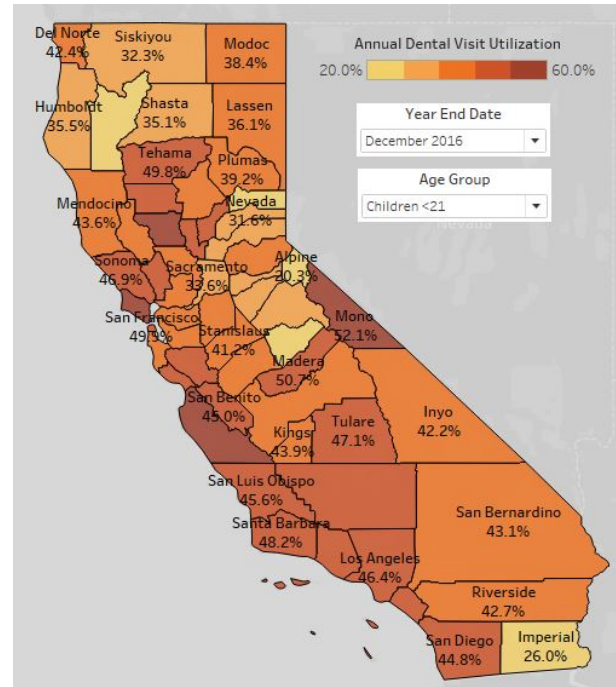 Del Norte
42.4%
Siskiyou
32.3%
Modoc
38.4%
Annual Dental Visit Utilization
20.0%
60.0%
Humboldt
35.5%
Shasta
35.1%
Lassen
36.1%
Year End Date
December 2016
Tehama
49.8%
Plumas
39.2%
Age Group
Children <21
Mendocino
43.6%
Nevada
31.6%
Nevada
Sonoma
46.9%
Sacramento
33.6%
Alpine
20.3%
San Francisco
49.9%
Stanislaus
41.2%
Mono
52.1%
Madera
50.7%
San Benito
45.0%
Kings
43.9%
Tulare
47.1%
Inyo
42.2%
San Luis Obispo
45.6%
San Bernardino
43.1%
Santa Barbara
48.2%
Los Angeles
46.4%
Riverside
42.7%
San Diego
44.8%
Imperial
26.0%